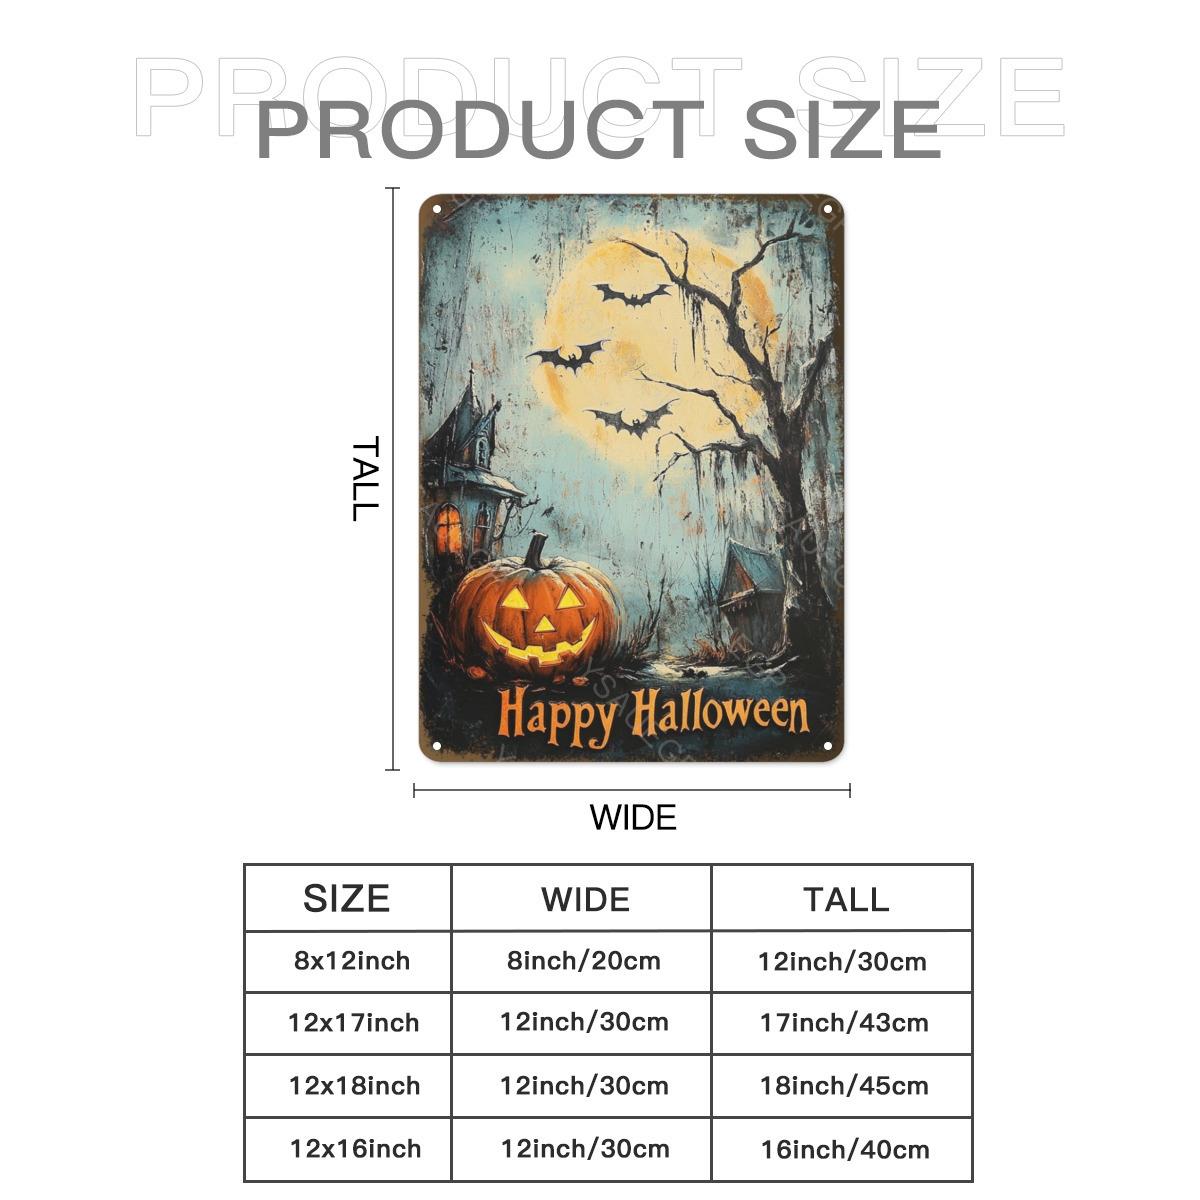 PRODUCT SIZE
PRODUCT SIZE
TALL
Happy Halloween
WIDE
SIZE WIDE TALL
8x12inch 8inch/20cm 12inch/30cm
12x17inch 12inch/30cm 17inch/43cm
12x18inch 12inch/30cm 18inch/45cm
12x16inch 12inch/30cm 16inch/40cm